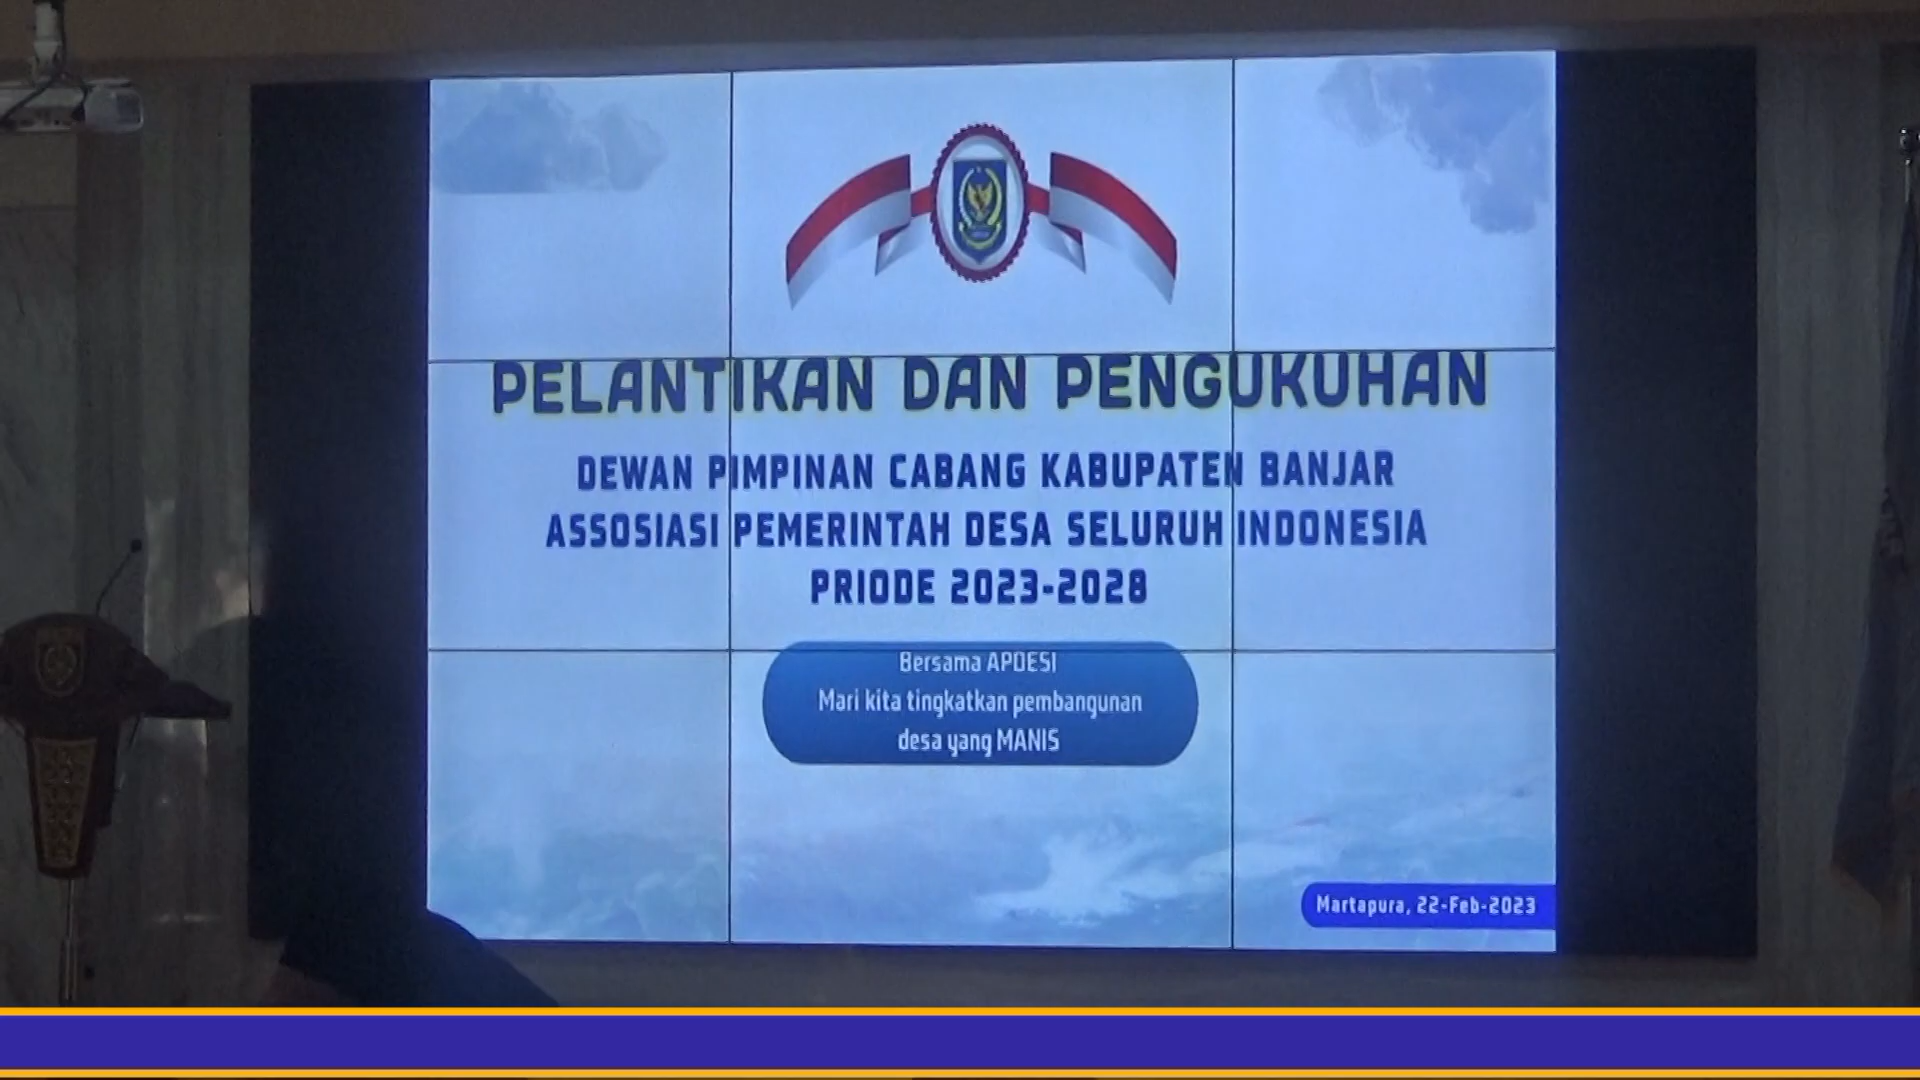 PELANTIKAN DAN PENGUKUHAN
DEWAN PIMPINAN CABANG KABUPATEN BANJAR
ASSOSIASI PEMERINTAH DESA SELURUH INDONESIA
PRIODE 2023-2028
Bersama APDESI
Mari kita tingkatkan pembangunan
desa yang MANIS
Martapura, 22-Feb-2023